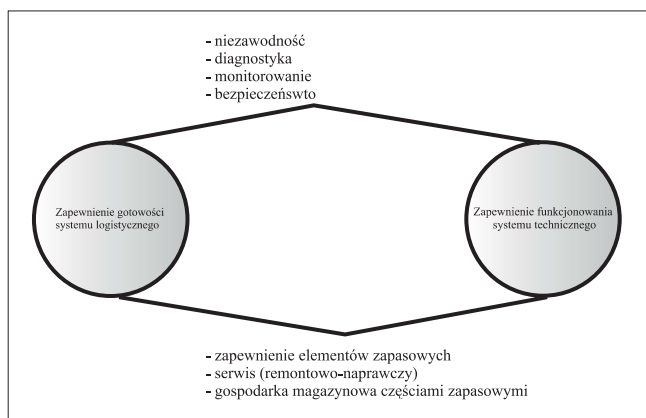 - niezawodność
- diagnostyka
- monitorowanie
- bezpieczeńswto
Zapewnienie gotowości
systemu logistycznego
Zapewnienie funkcjonowania
systemu technicznego
- zapewnienie elementów zapasowych
- serwis (remontowo-naprawczy)
- gospodarka magazynowa częściami zapasowymi